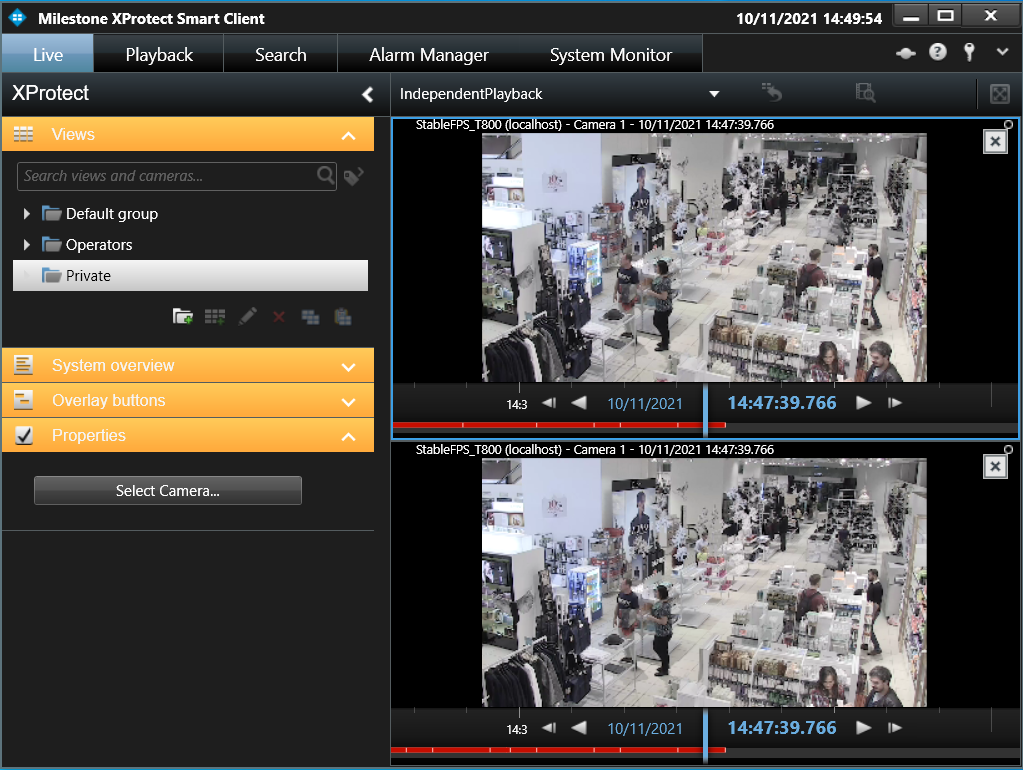 Milestone XProtect Smart Client
10/11/2021 14:49:54
Live
Playback
Search
Alarm Manager
System Monitor
XProtect
IndependentPlayback
Views
Search views and cameras...
Default group
Operators
Private
System overview
Overlay buttons
Properties
Select Camera...
StableFPS_T800 (localhost) - Camera 1 - 10/11/2021 14:47:39.766
14:3
10/11/2021
14:47:39.766
StableFPS_T800 (localhost) - Camera 1 - 10/11/2021 14:47:39.766
14:3
10/11/2021
14:47:39.766